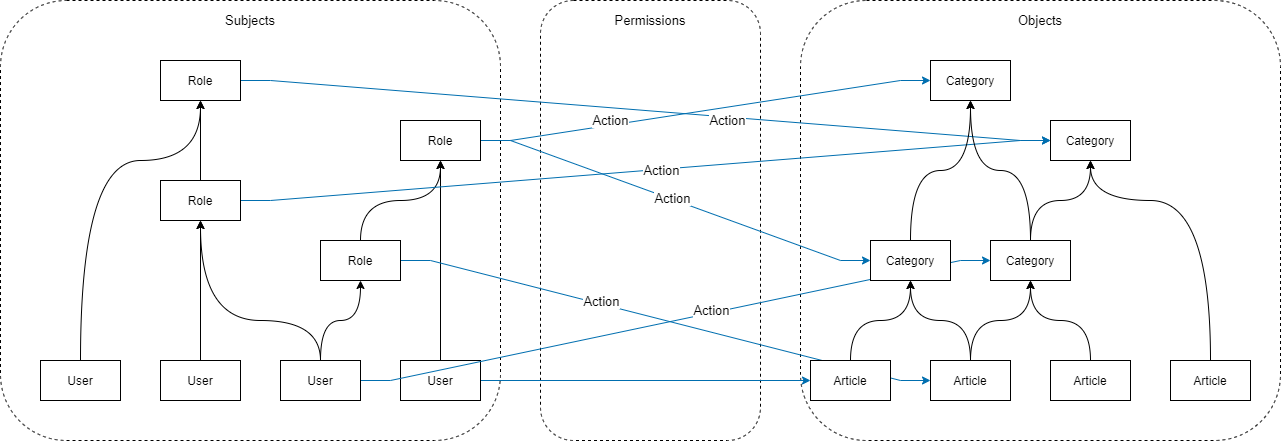 Subjects
Permissions
Objects
Role
Category
Role
Action
Action
Category
Role
Action
Action
Role
Category
Category
Action
Action
User
User
User
User
Article
Article
Article
Article